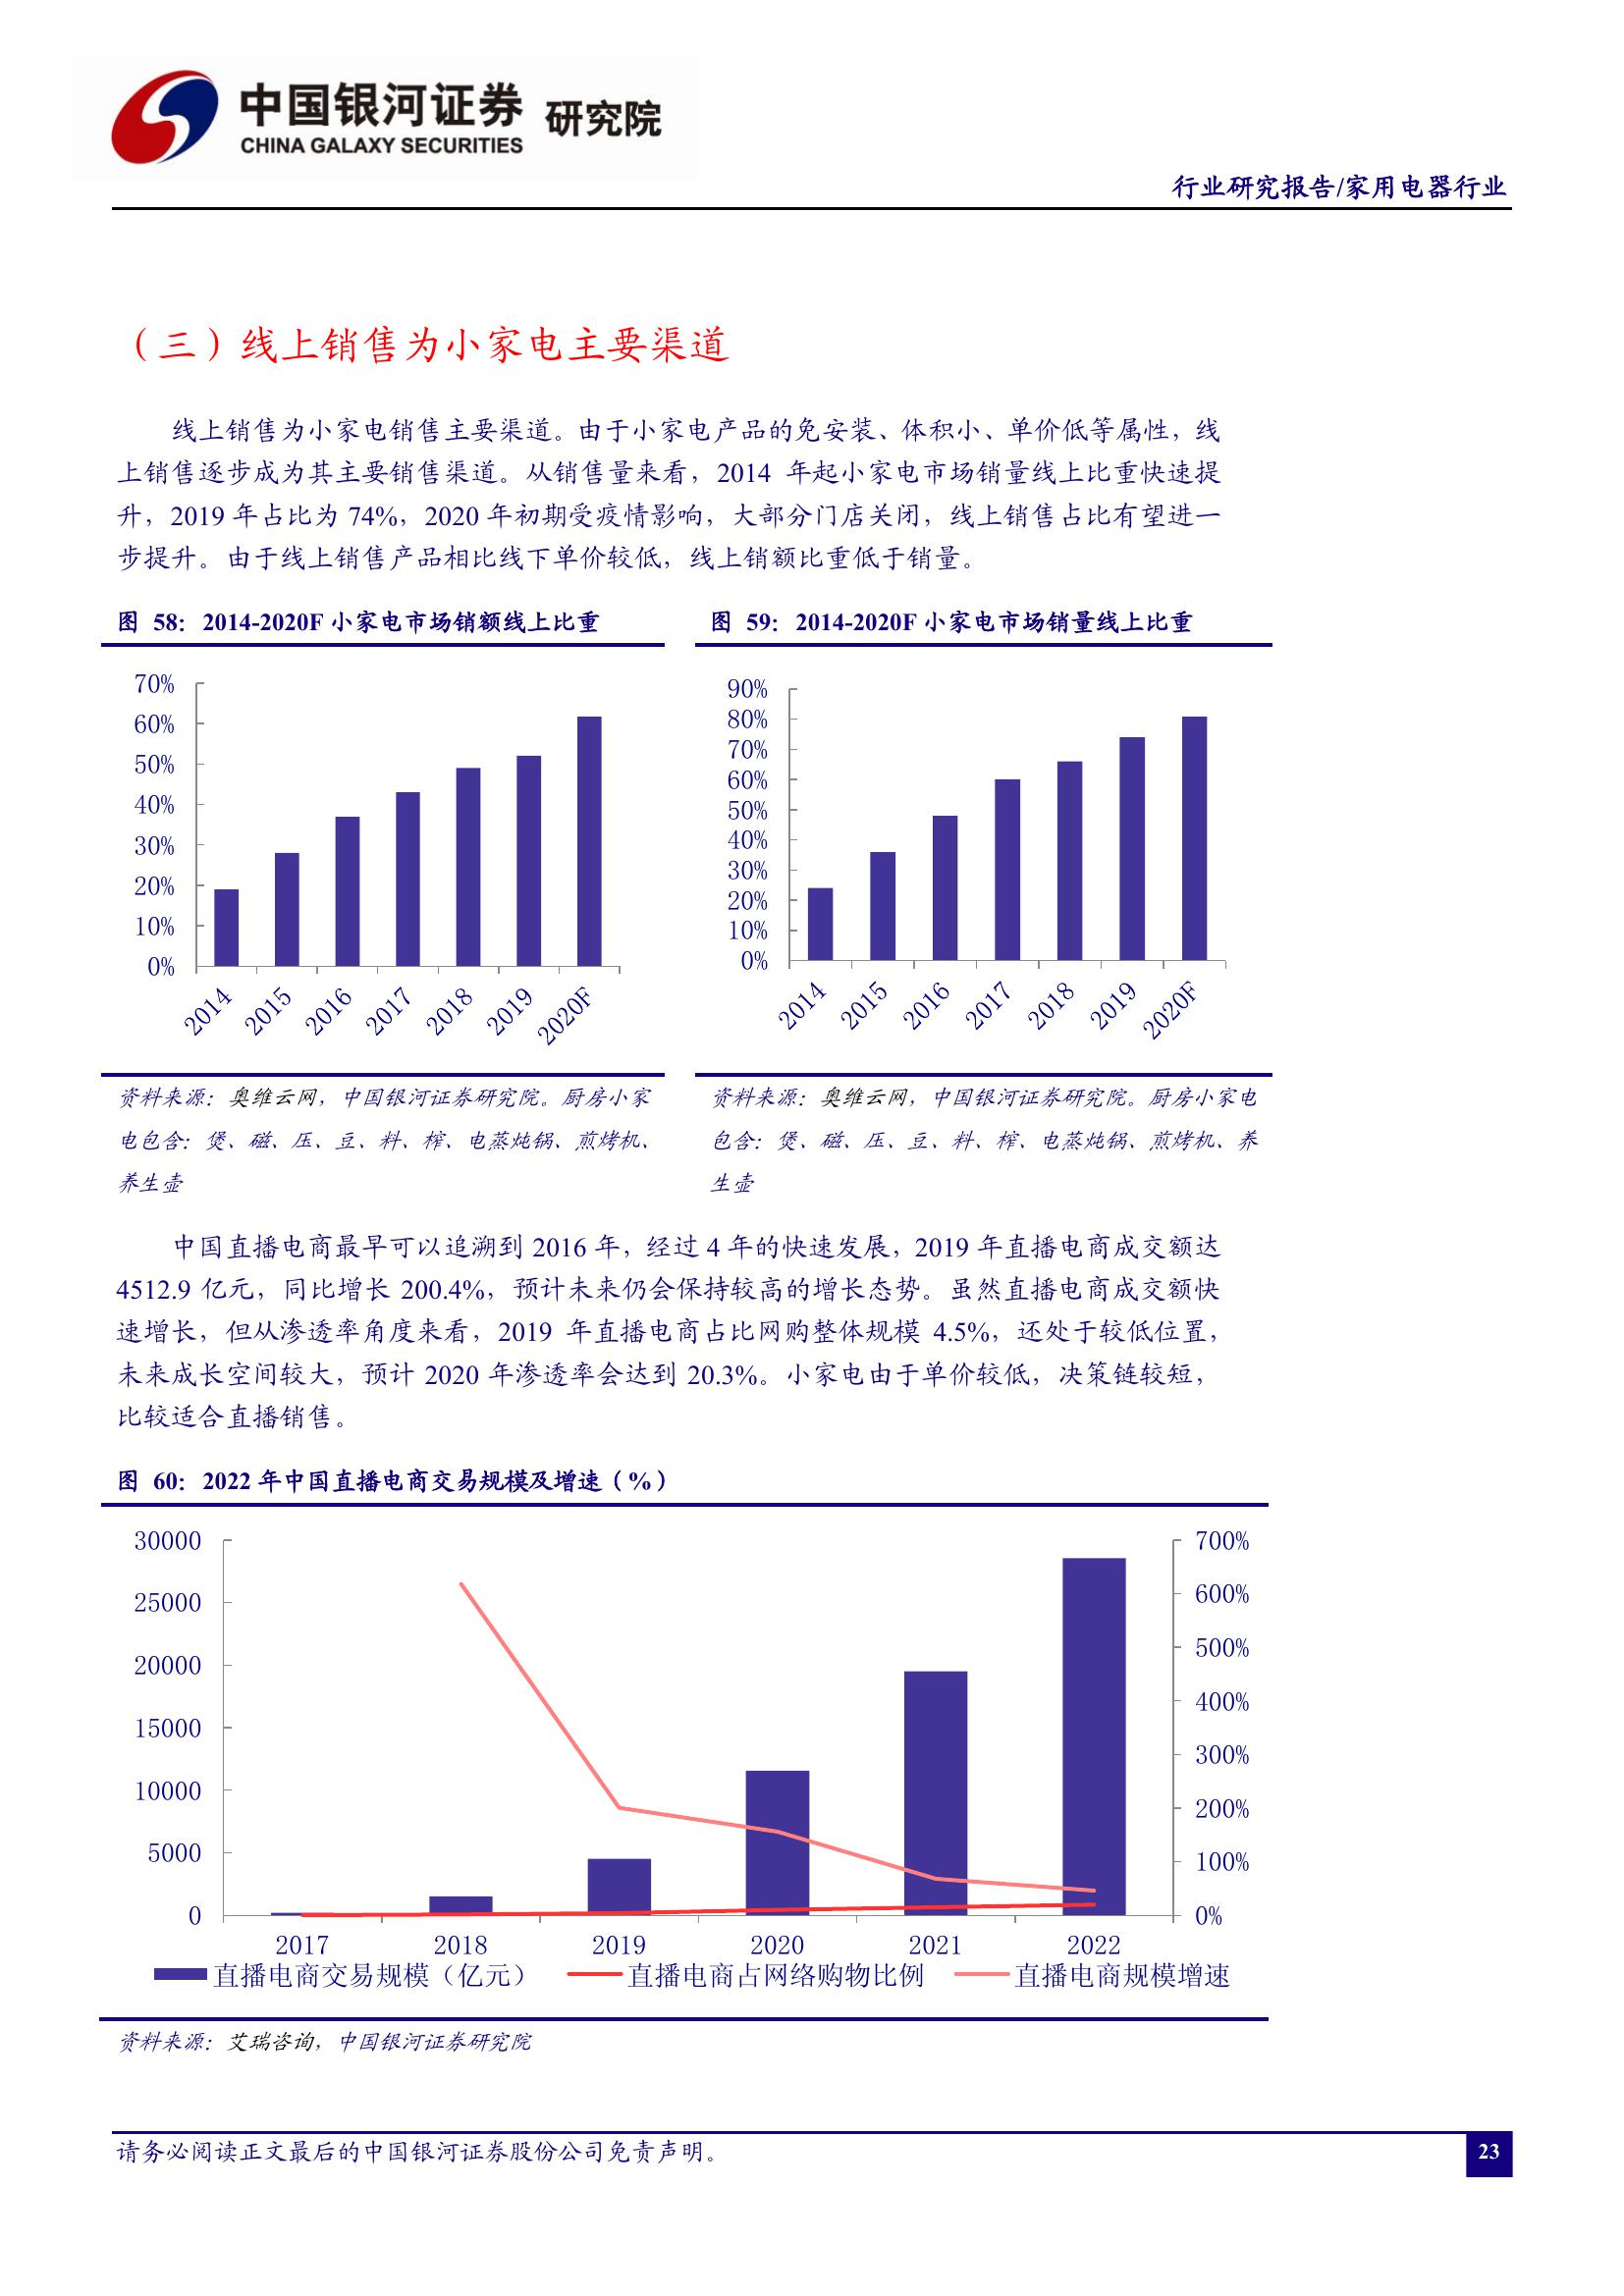 中国银河证券 研究院
CHINA GALAXY SECURITIES
行业研究报告/家用电器行业
（三）线上销售为小家电主要渠道
线上销售为小家电销售主要渠道。由于小家电产品的免安装、体积小、单价低等属性，线
上销售逐步成为其主要销售渠道。从销售量来看，2014 年起小家电市场销量线上比重快速提
升，2019 年占比为 74%，2020 年初期受疫情影响，大部分门店关闭，线上销售占比有望进一
步提升。由于线上销售产品相比线下单价较低，线上销额比重低于销量。
图 58：2014-2020F 小家电市场销额线上比重
70%
60%
50%
40%
30%
20%
10%
0%
2014 2015 2016 2017 2018 2019 2020F
资料来源：奥维云网，中国银河证券研究院。厨房小家
电包含：煲、磁、压、豆、料、榨、电蒸炖锅、煎烤机、
养生壶
图 59：2014-2020F 小家电市场销量线上比重
90%
80%
70%
60%
50%
40%
30%
20%
10%
0%
2014 2015 2016 2017 2018 2019 2020F
资料来源：奥维云网，中国银河证券研究院。厨房小家电
包含：煲、磁、压、豆、料、榨、电蒸炖锅、煎烤机、养
生壶
中国直播电商最早可以追溯到 2016 年，经过 4 年的快速发展，2019 年直播电商成交额达
4512.9 亿元，同比增长 200.4%，预计未来仍会保持较高的增长态势。虽然直播电商成交额快
速增长，但从渗透率角度来看，2019 年直播电商占比网购整体规模 4.5%，还处于较低位置，
未来成长空间较大，预计 2020 年渗透率会达到 20.3%。小家电由于单价较低，决策链较短，
比较适合直播销售。
图 60：2022 年中国直播电商交易规模及增速（%）
30000
25000
20000
15000
10000
5000
0
700%
600%
500%
400%
300%
200%
100%
0%
2017 2018 2019 2020 2021 2022
直播电商交易规模（亿元） 直播电商占网络购物比例 直播电商规模增速
资料来源：艾瑞咨询，中国银河证券研究院
请务必阅读正文最后的中国银河证券股份公司免责声明。
23